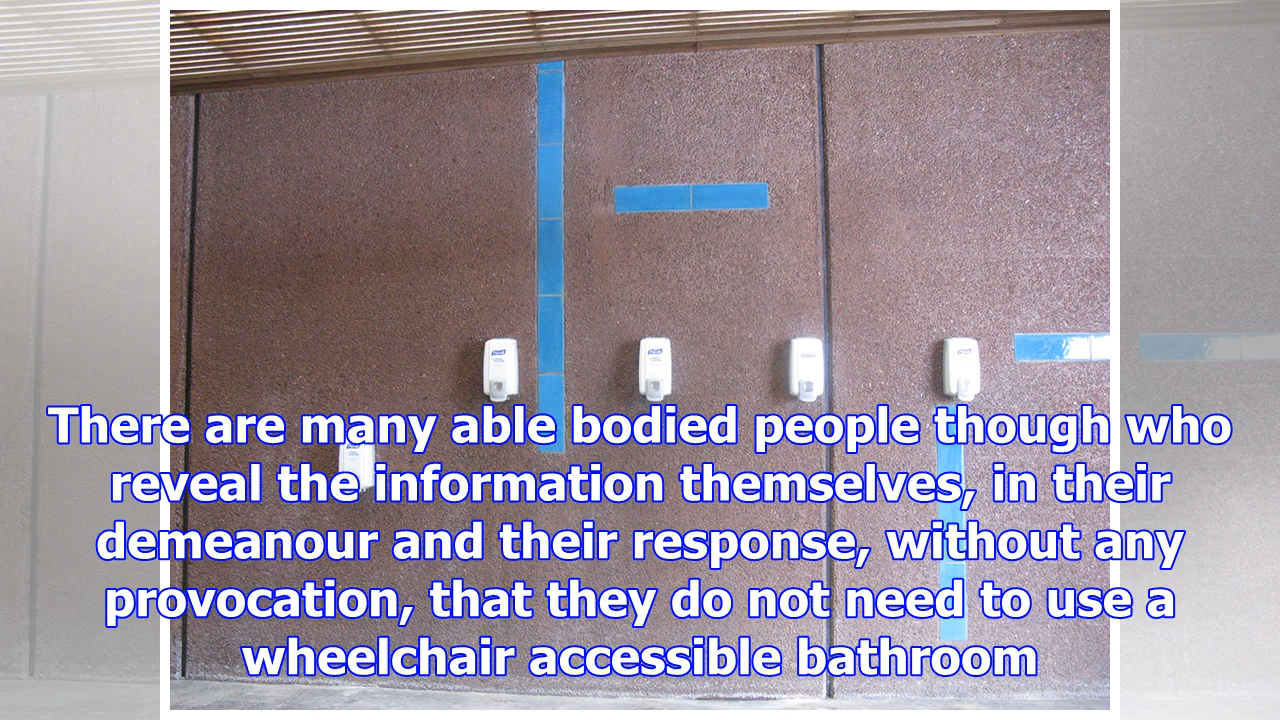 There are many able bodied people though who
reveal the information themselves, in their
demeanour and their response, without any
provocation, that they do not need to use a
wheelchair accessible bathroom